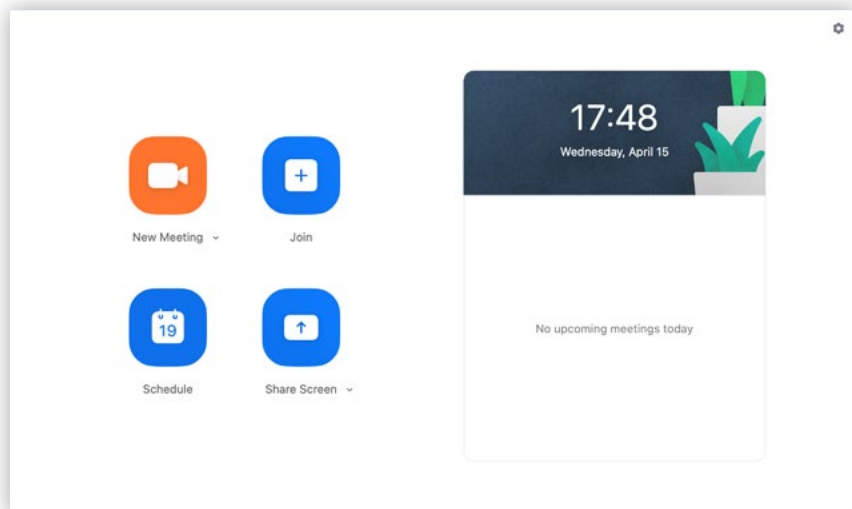 17:48
Wednesday, April 15
New Meeting
Join
19
Schedule
Share Screen
No upcoming meetings today